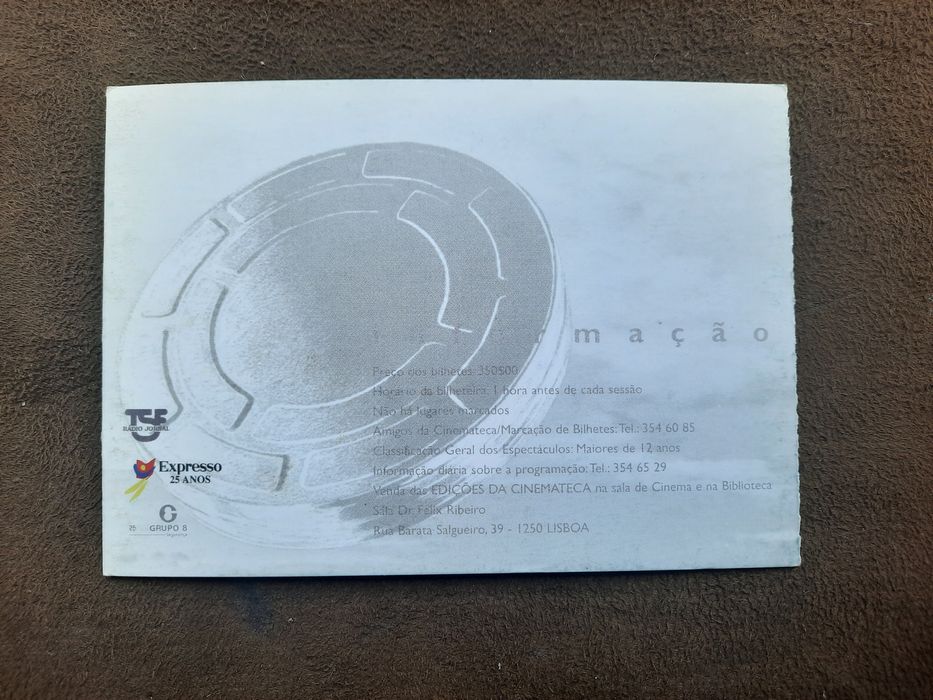 informação
Preço dos bilhetes: 350$00
Horário da bilheteira: 1 hora antes de cada sessão
Não há lugares marcados
Amigos da Cinemateca/Marcação de Bilhetes: Tel.: 354 60 85
Classificação Geral dos Espectáculos: Maiores de 12 anos
Informação diária sobre a programação: Tel.: 354 65 29
Venda das EDIÇÕES DA CINEMATECA na sala de Cinema e na Biblioteca
Sala Dr. Félix Ribeiro
Rua Barata Salgueiro, 39 - 1250 LISBOA
TSF
RÁDIO JORNAL
Expresso
25 ANOS
GRUPO 8